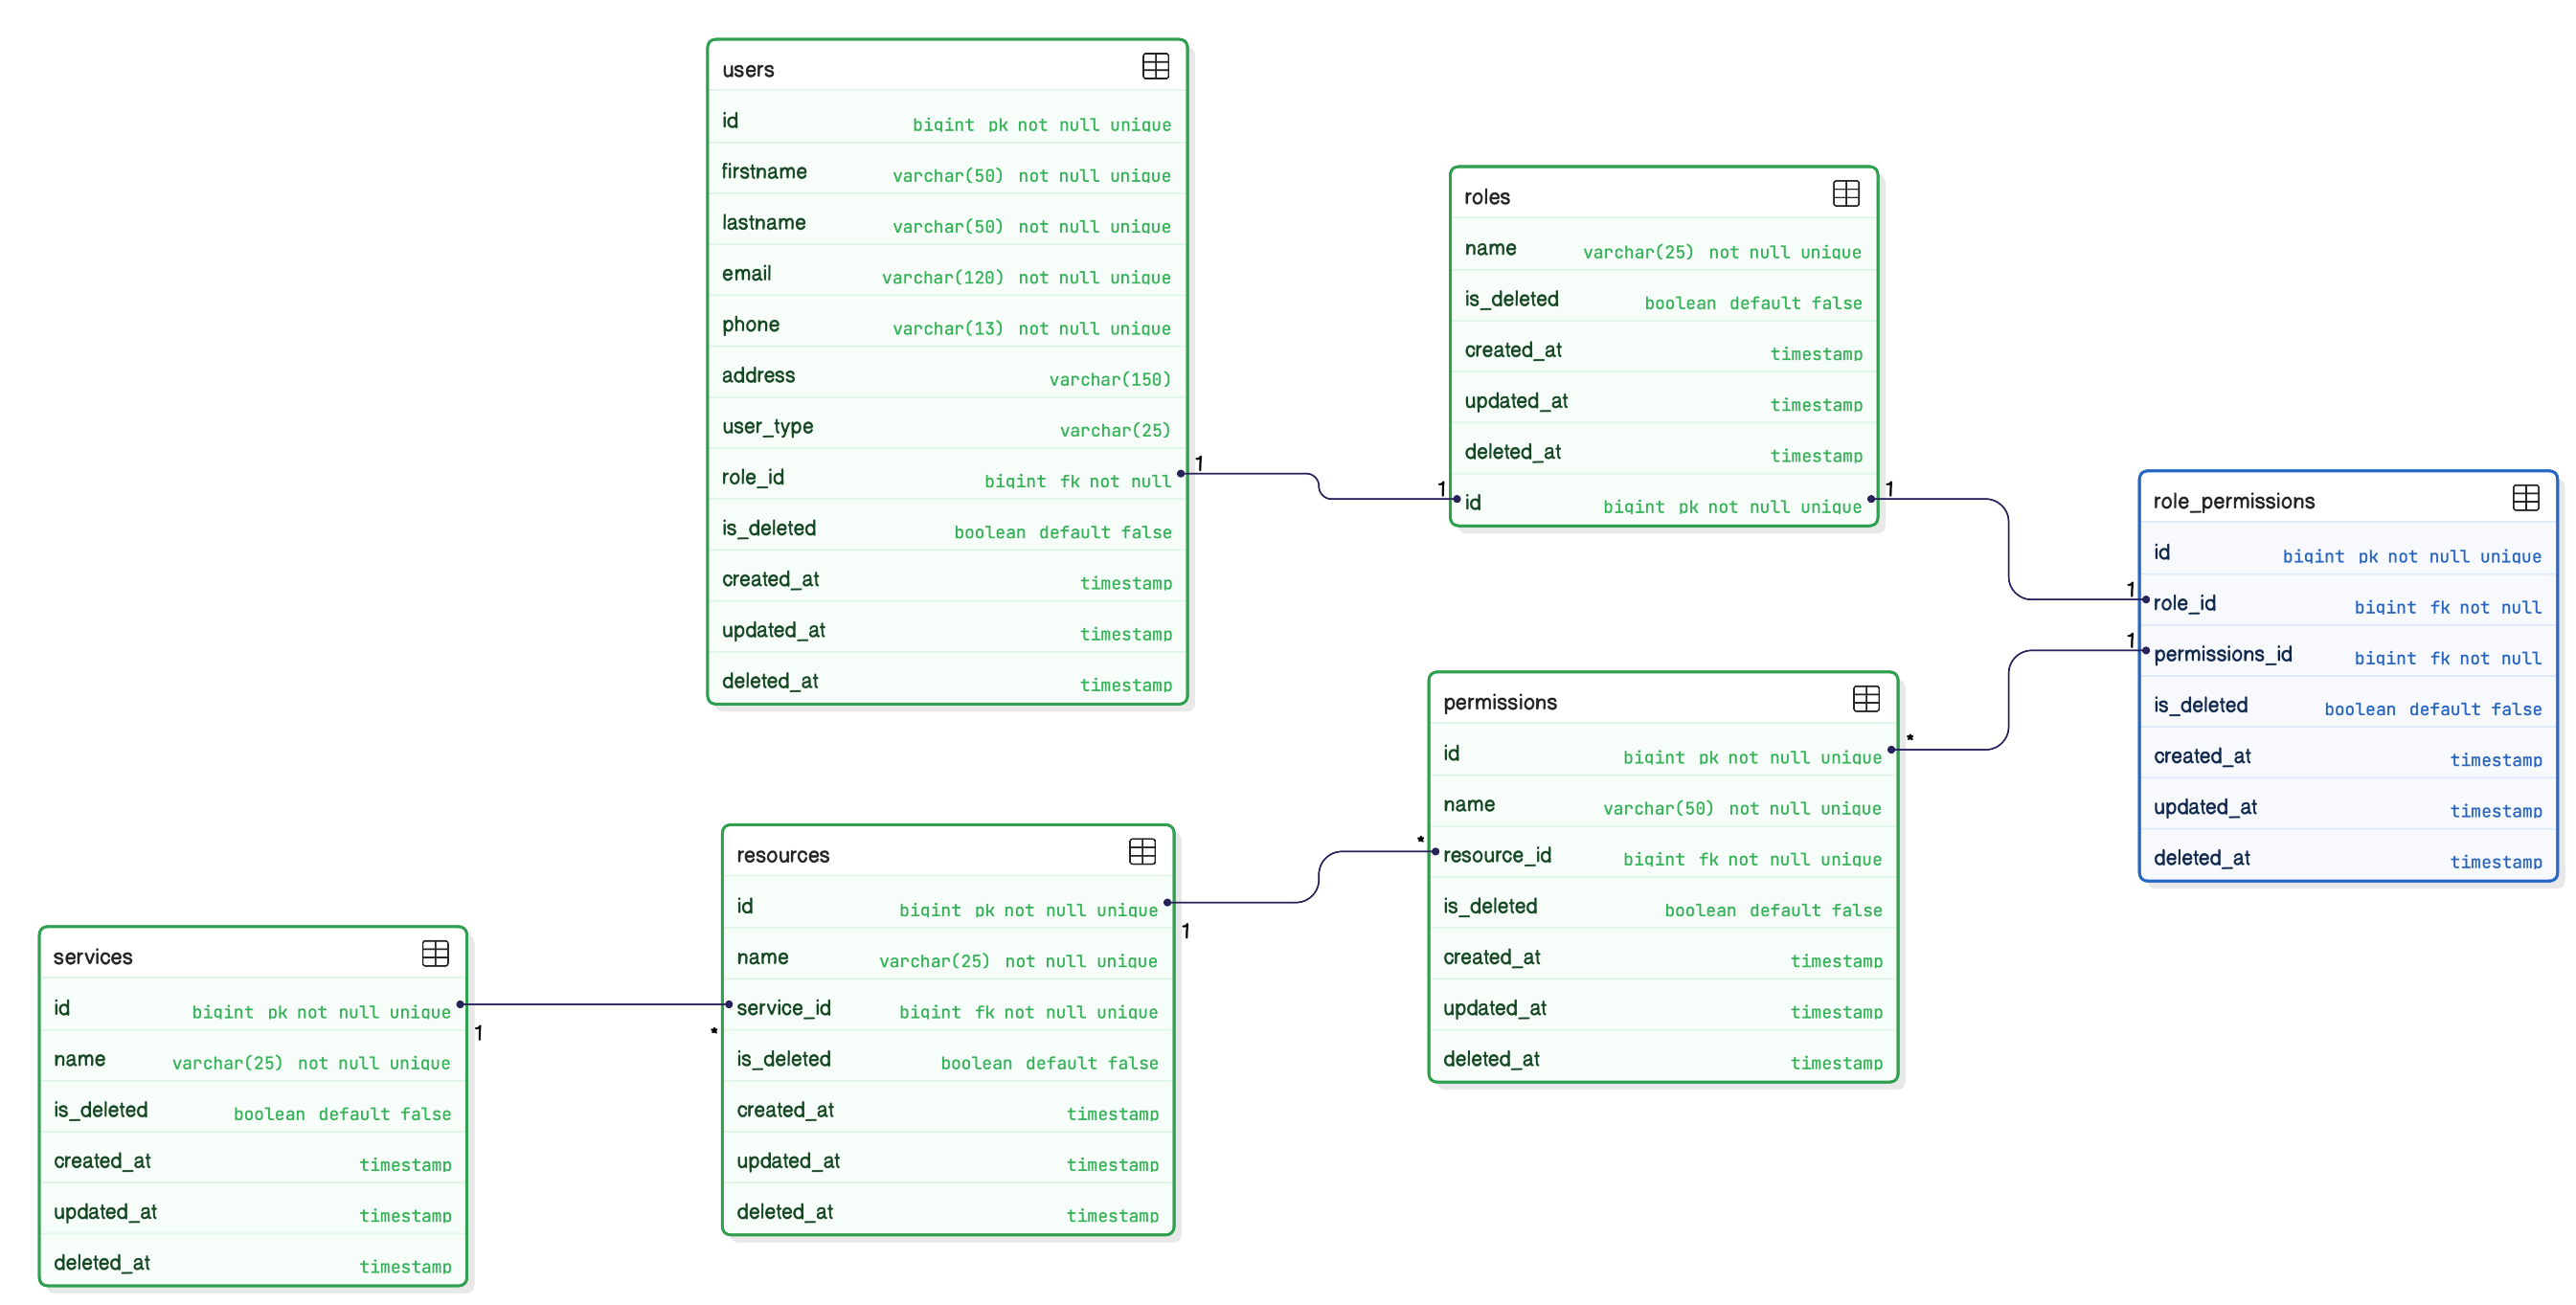 users
id bigint pk not null unique
firstname varchar(50) not null unique
lastname varchar(50) not null unique
email varchar(120) not null unique
phone varchar(13) not null unique
address varchar(150)
user_type varchar(25)
role_id bigint fk not null
is_deleted boolean default false
created_at timestamp
updated_at timestamp
deleted_at timestamp
1
1
roles
name varchar(25) not null unique
is_deleted boolean default false
created_at timestamp
updated_at timestamp
deleted_at timestamp
id bigint pk not null unique
1
1
1
role_permissions
id bigint pk not null unique
role_id bigint fk not null
permissions_id bigint fk not null
is_deleted boolean default false
created_at timestamp
updated_at timestamp
deleted_at timestamp
permissions
id bigint pk not null unique
name varchar(50) not null unique
resource_id bigint fk not null unique
is_deleted boolean default false
created_at timestamp
updated_at timestamp
deleted_at timestamp
*
*
resources
id bigint pk not null unique
name varchar(25) not null unique
service_id bigint fk not null unique
is_deleted boolean default false
created_at timestamp
updated_at timestamp
deleted_at timestamp
1
*
services
id bigint pk not null unique
name varchar(25) not null unique
is_deleted boolean default false
created_at timestamp
updated_at timestamp
deleted_at timestamp
1